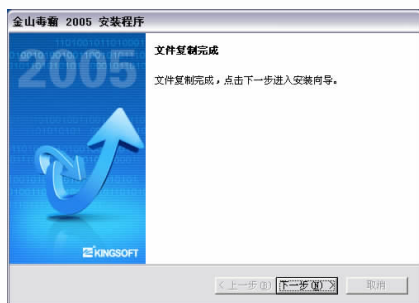 金山毒霸 2005 安装程序
2005
文件复制完成
文件复制完成，点击下一步进入安装向导。
KINGSOFT
< 上一步(B)
下一步(N) >
取消